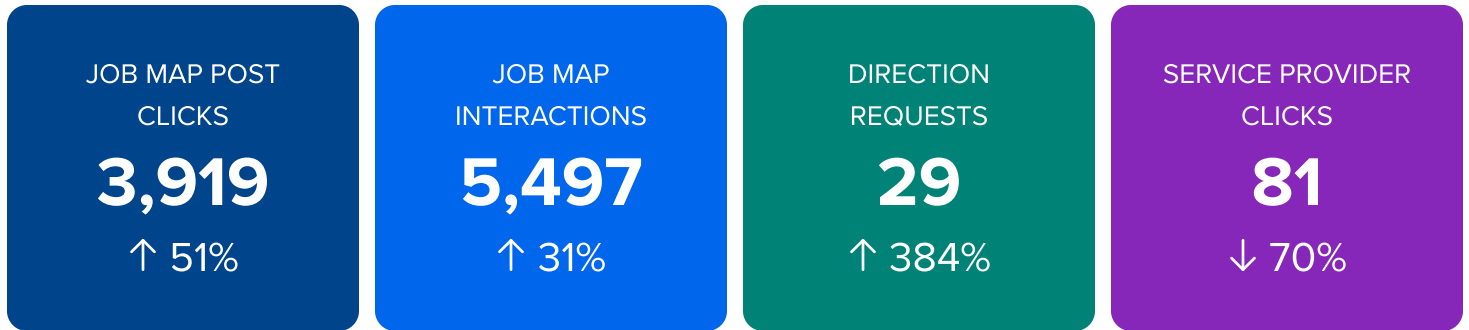 JOB MAP POST
CLICKS
3,919
↑ 51%
JOB MAP
INTERACTIONS
5,497
↑ 31%
DIRECTION
REQUESTS
29
↑ 384%
SERVICE PROVIDER
CLICKS
81
↓ 70%